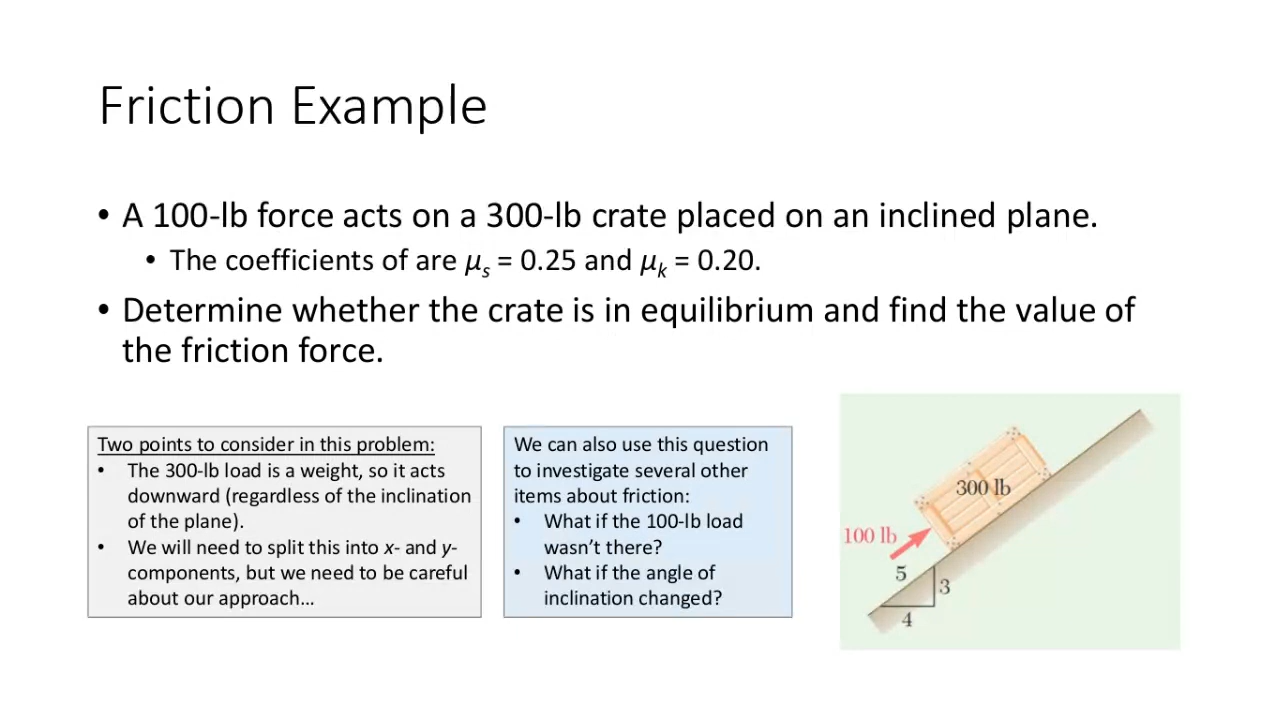 Friction Example
• A 100-lb force acts on a 300-lb crate placed on an inclined plane.
• The coefficients of are μs = 0.25 and μk = 0.20.
• Determine whether the crate is in equilibrium and find the value of
the friction force.
Two points to consider in this problem:
• The 300-lb load is a weight, so it acts
downward (regardless of the inclination
of the plane).
• We will need to split this into x- and y-
components, but we need to be careful
about our approach...
We can also use this question
to investigate several other
items about friction:
• What if the 100-lb load
wasn't there?
• What if the angle of
inclination changed?
300 lb
100 lb
5
3
4